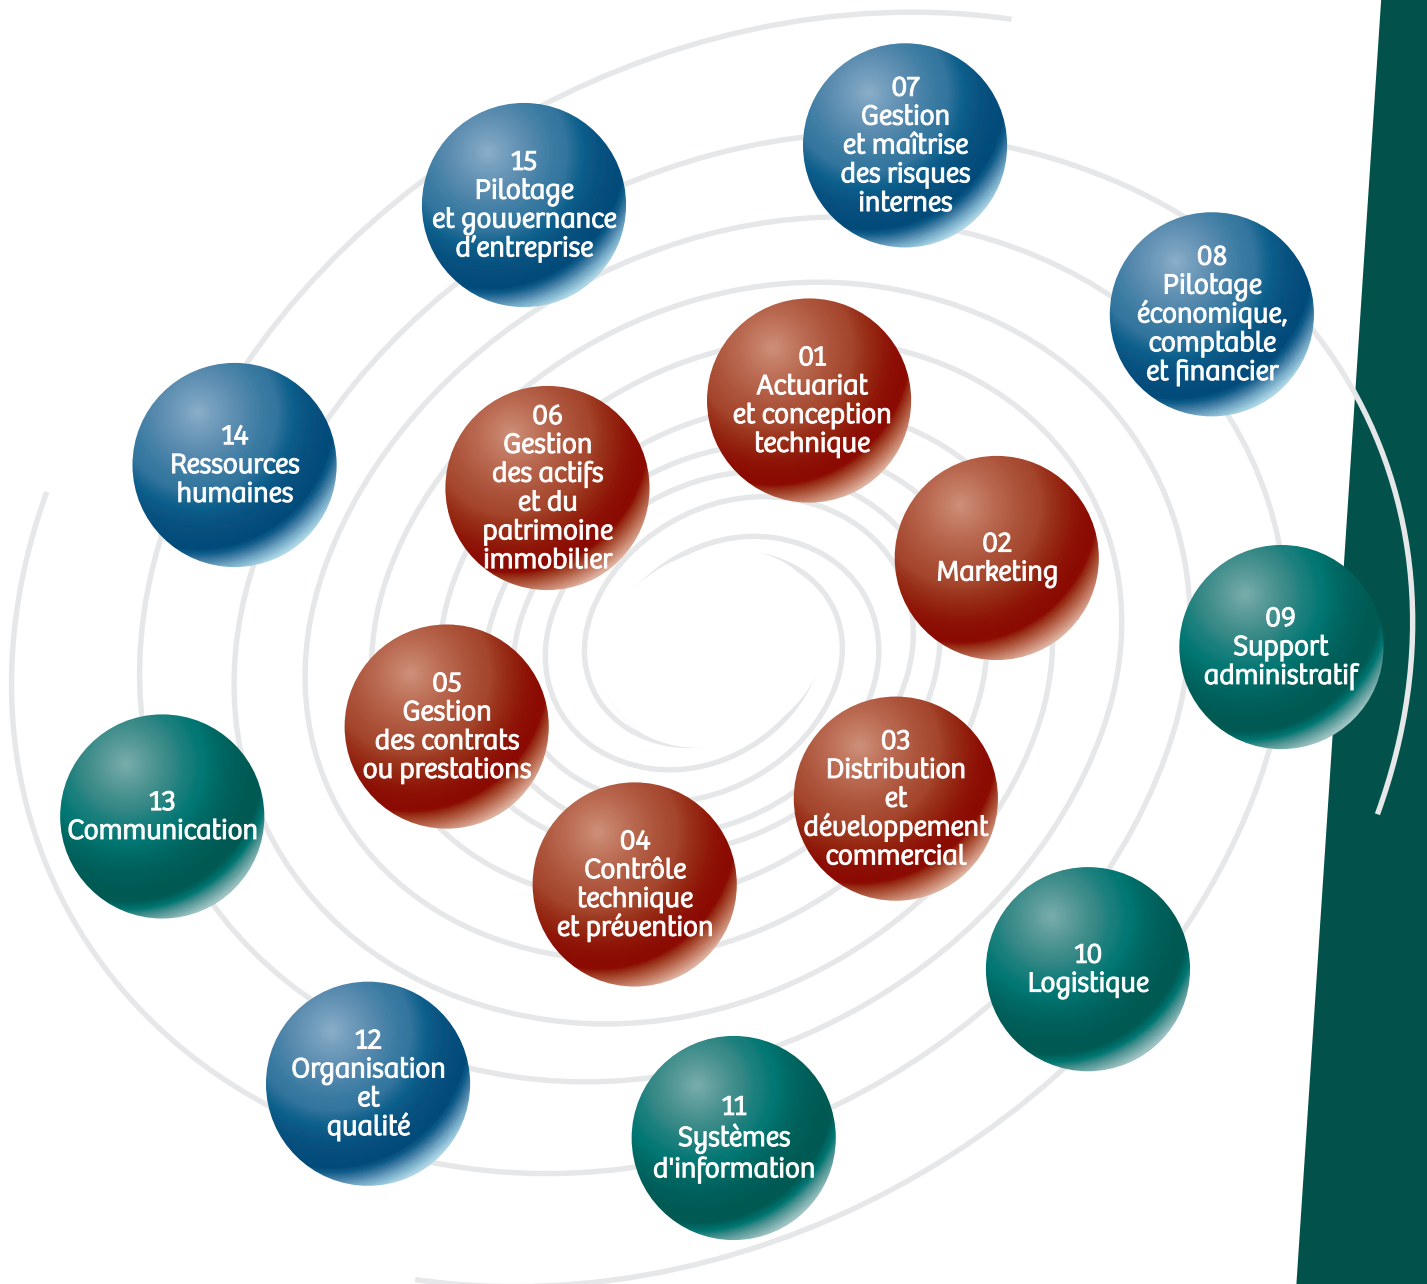 01
Actuariat
et conception
technique
02
Marketing
03
Distribution
et
développement
commercial
04
Contrôle
technique
et prévention
05
Gestion
des contrats
ou prestations
06
Gestion
des actifs
et du
patrimoine
immobilier
07
Gestion
et maîtrise
des risques
internes
08
Pilotage
économique,
comptable
et financier
09
Support
administratif
10
Logistique
11
Systèmes
d'information
12
Organisation
et
qualité
13
Communication
14
Ressources
humaines
15
Pilotage
et gouvernance
d’entreprise